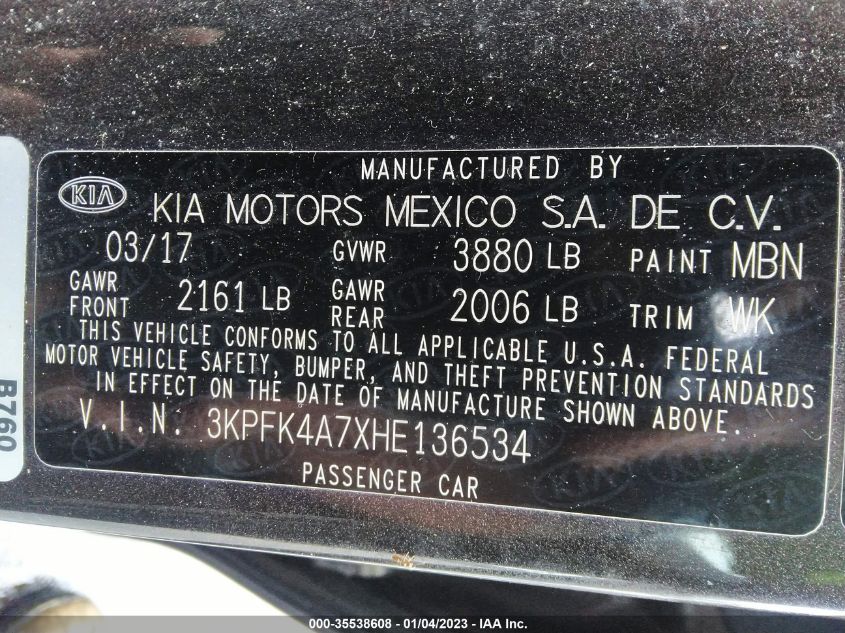 MANUFACTURED BY
KIA KIA MOTORS MEXICO S.A. DE C.V.
03/17 GVWR 3880 LB PAINT MBN
GAWR FRONT 2161 LB GAWR REAR 2006 LB TRIM WK
THIS VEHICLE CONFORMS TO ALL APPLICABLE U.S.A. FEDERAL
MOTOR VEHICLE SAFETY, BUMPER, AND THEFT PREVENTION STANDARDS
IN EFFECT ON THE DATE OF MANUFACTURE SHOWN ABOVE.
V.I.N. 3KPFK4A7XHE136534
PASSENGER CAR
B760
000-35538608 - 01/04/2023 - IAA Inc.